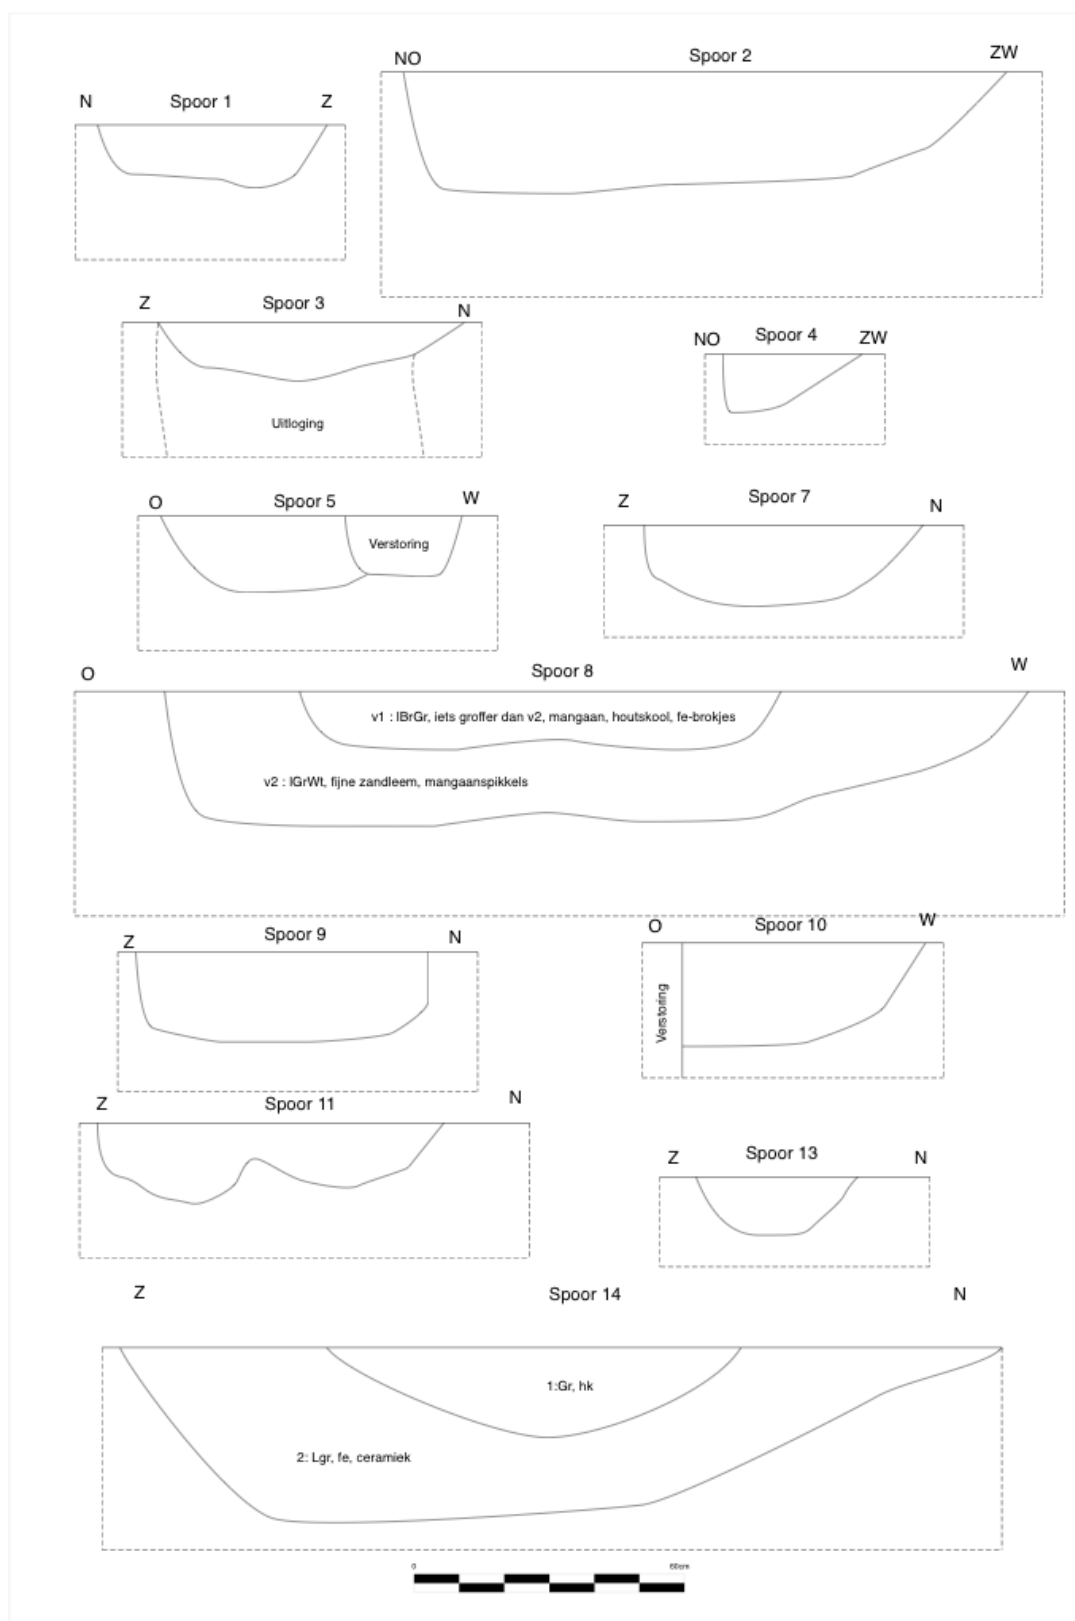 NO Spoor 2 ZW
N Spoor 1 Z
Z Spoor 3 N
Uitloging
NO Spoor 4 ZW
O Spoor 5 W
Verstoring
Z Spoor 7 N
O Spoor 8 W
v1 : lBrGr, iets groffer dan v2, mangaan, houtskool, fe-brokjes
v2 : lGrWt, fijne zandleem, mangaanspikkels
Z Spoor 9 N
O Spoor 10 W
Verstoring
Z Spoor 11 N
Z Spoor 13 N
Z Spoor 14 N
1:Gr, hk
2: Lgr, fe, ceramiek
0 60cm